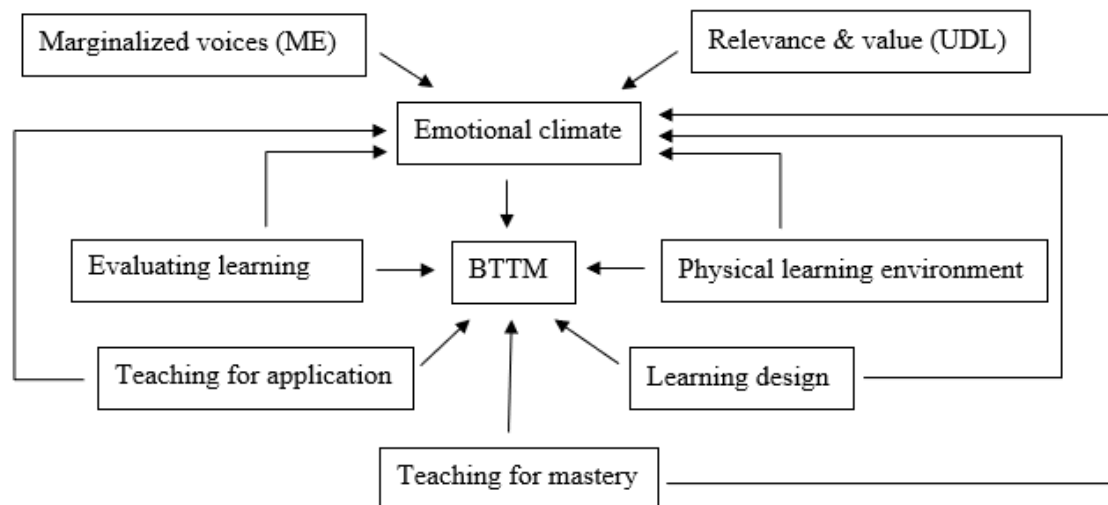 Marginalized voices (ME)
Relevance & value (UDL)
Emotional climate
Evaluating learning
BTTM
Physical learning environment
Teaching for application
Learning design
Teaching for mastery